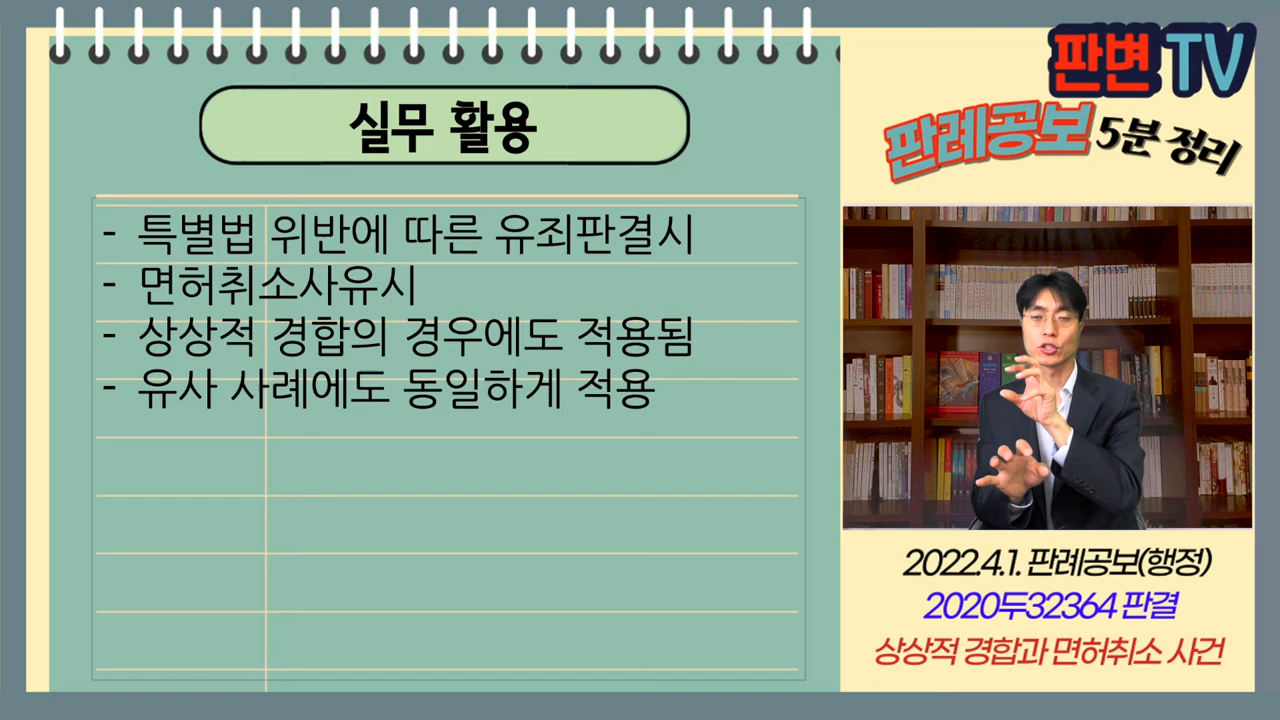 실무 활용
- 특별법 위반에 따른 유죄판결시
- 면허취소사유시
- 상상적 경합의 경우에도 적용됨
- 유사 사례에도 동일하게 적용
판변 TV
판례공보 5분 정리
2022.4.1. 판례공보(행정)
2020두32364 판결
상상적 경합과 면허취소 사건